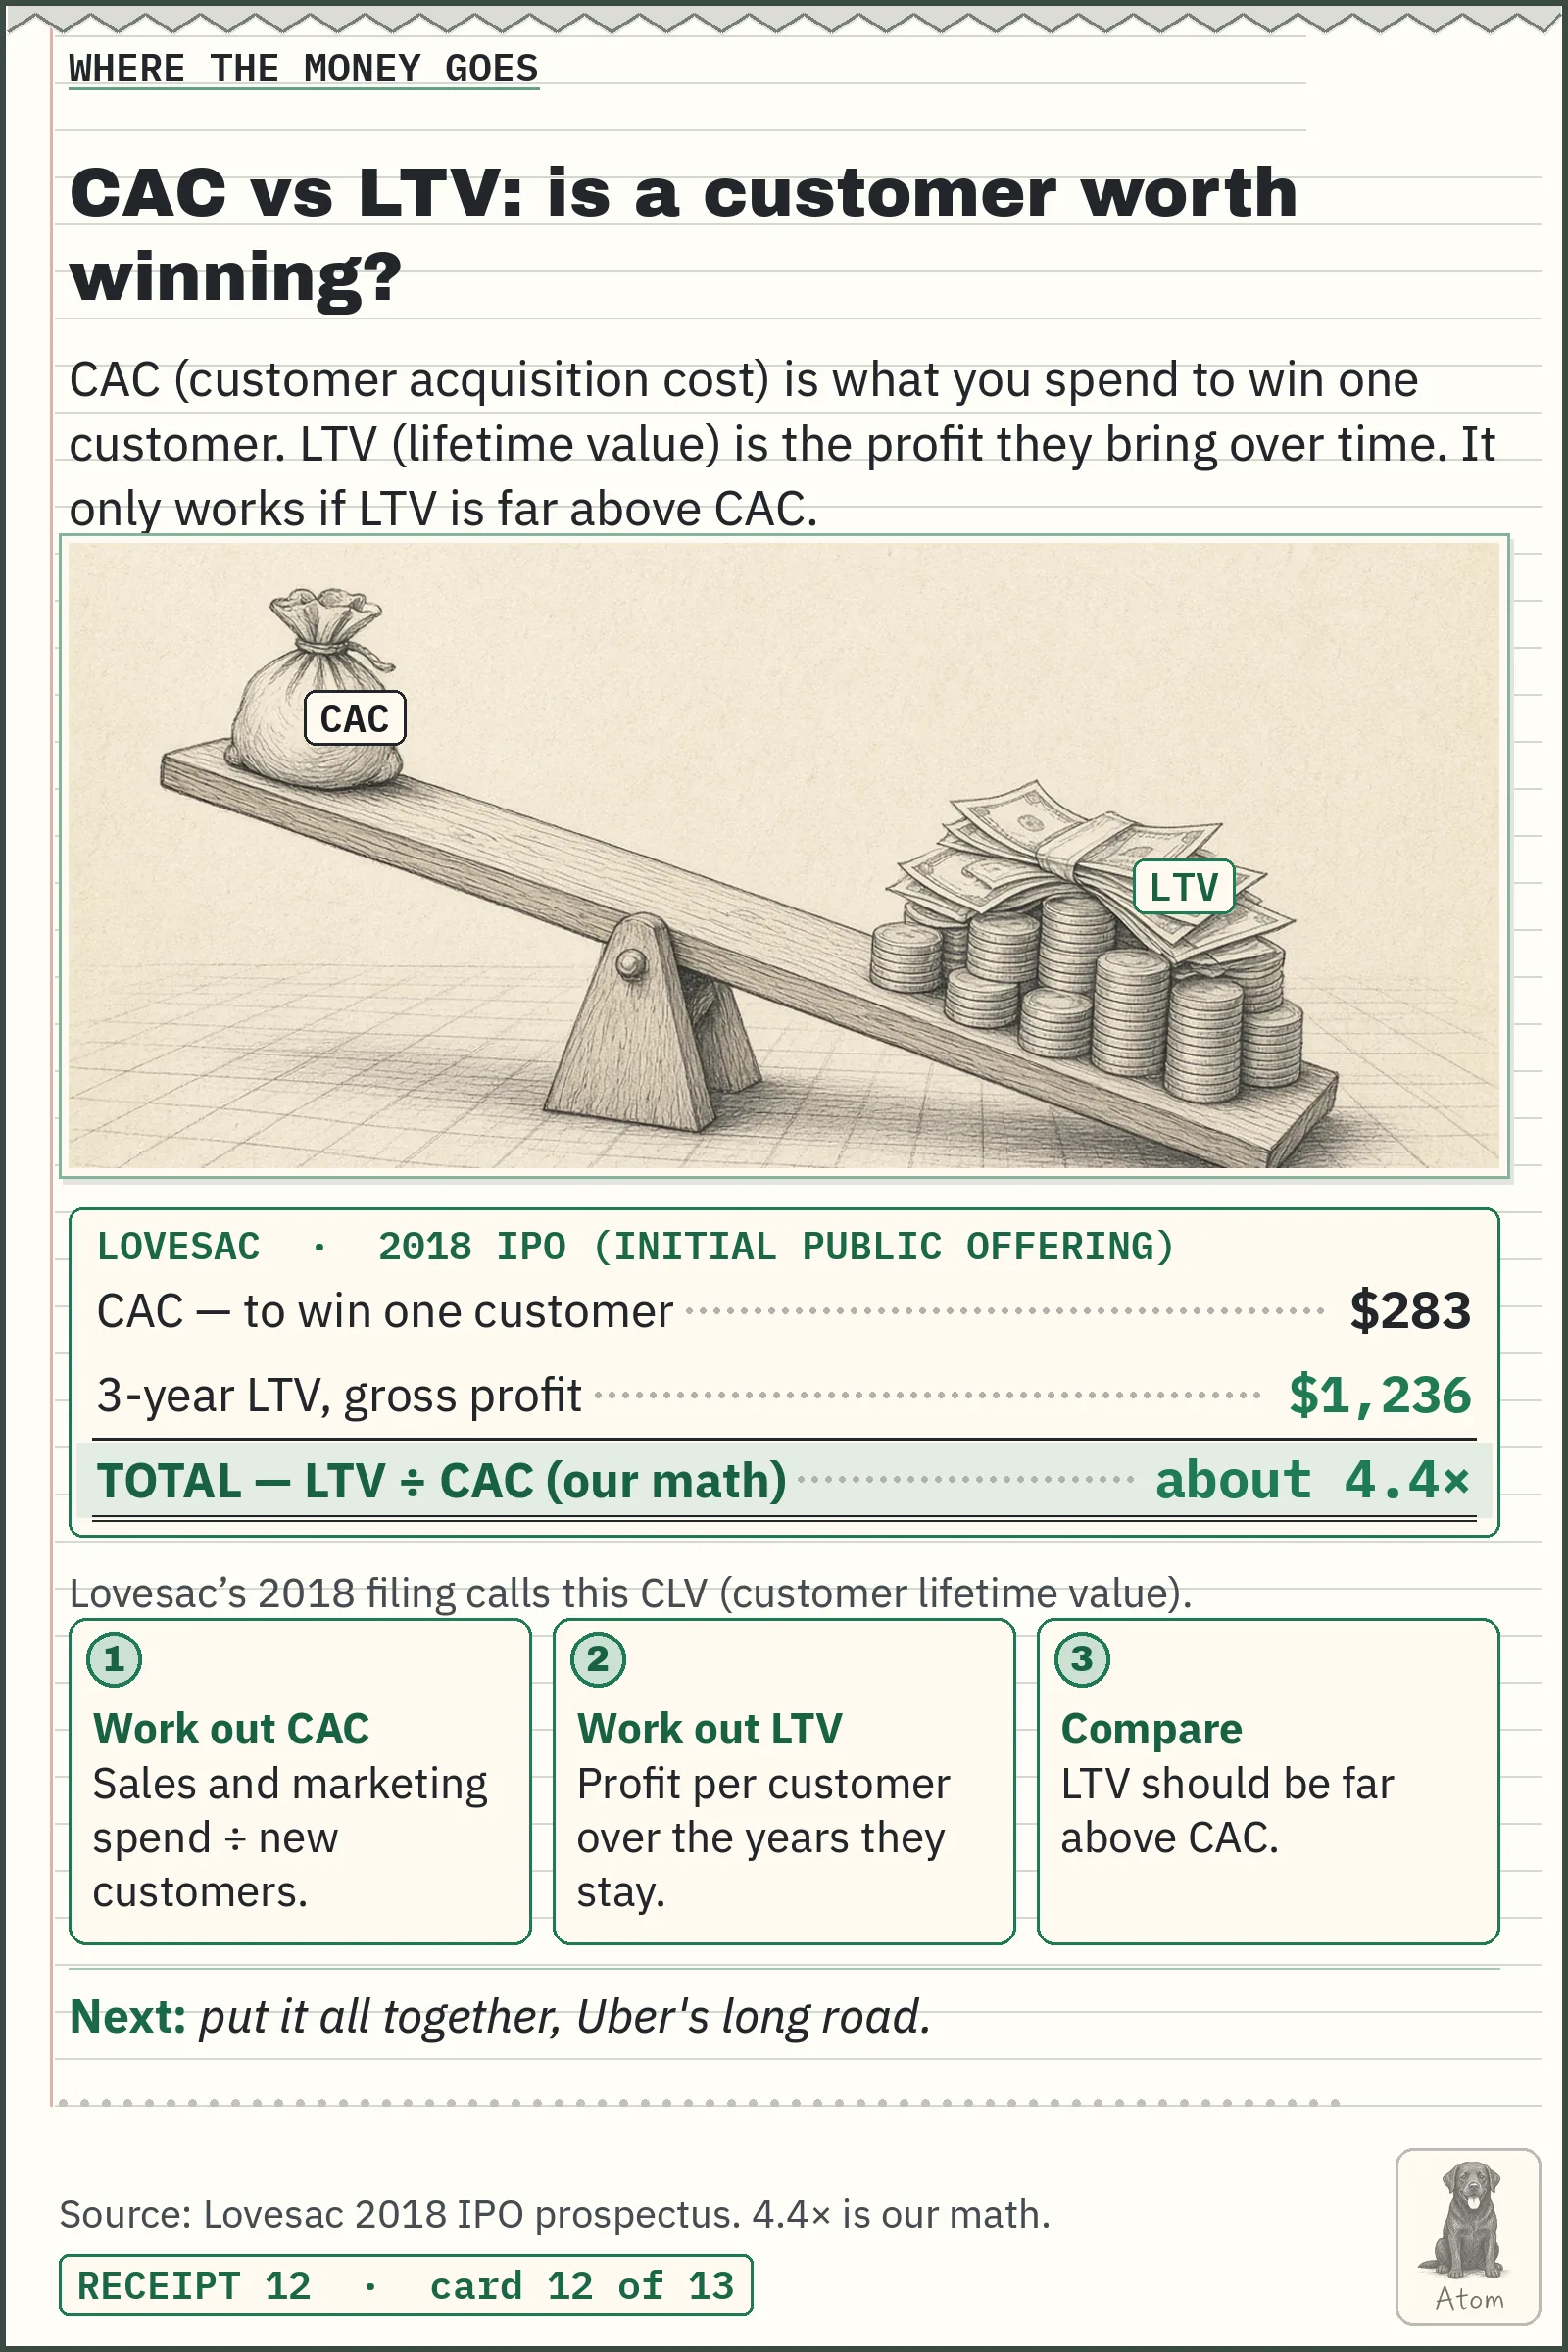 WHERE THE MONEY GOES
CAC vs LTV: is a customer worth
winning?
CAC (customer acquisition cost) is what you spend to win one
customer. LTV (lifetime value) is the profit they bring over time. It
only works if LTV is far above CAC.
CAC
LTV
LOVESAC · 2018 IPO (INITIAL PUBLIC OFFERING)
CAC — to win one customer $283
3-year LTV, gross profit $1,236
TOTAL — LTV ÷ CAC (our math) about 4.4×
Lovesac’s 2018 filing calls this CLV (customer lifetime value).
1
Work out CAC
Sales and marketing
spend ÷ new
customers.
2
Work out LTV
Profit per customer
over the years they
stay.
3
Compare
LTV should be far
above CAC.
Next: put it all together, Uber's long road.
Source: Lovesac 2018 IPO prospectus. 4.4× is our math.
RECEIPT 12 · card 12 of 13
Atom